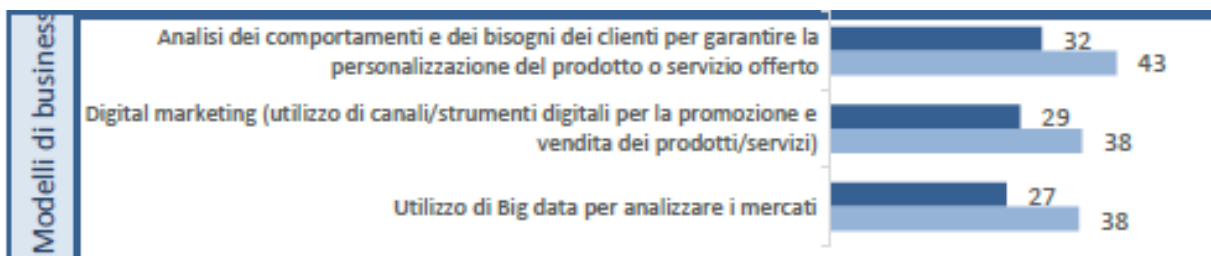 Modelli di business
Analisi dei comportamenti e dei bisogni dei clienti per garantire la
personalizzazione del prodotto o servizio offerto
32
43
Digital marketing (utilizzo di canali/strumenti digitali per la promozione e
vendita dei prodotti/servizi)
29
38
Utilizzo di Big data per analizzare i mercati
27
38